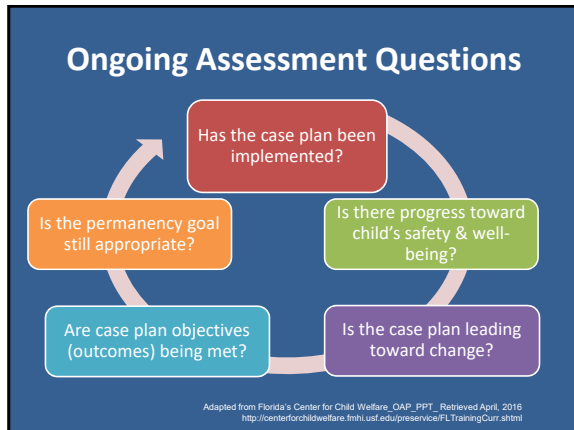 Ongoing Assessment Questions
Has the case plan been
implemented?
Is there progress toward
child's safety & well-
being?
Is the case plan leading
toward change?
Are case plan objectives
(outcomes) being met?
Is the permanency goal
still appropriate?
Adapted from Florida's Center for Child Welfare_OAP_PPT_ Retrieved April, 2016
http://centerforchildwelfare.fmhi.usf.edu/preservice/FLTrainingCurr.shtml